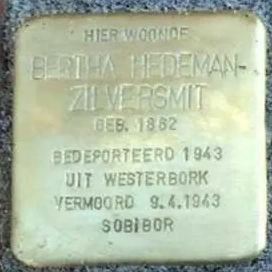 HIER WOONDE
BERTHA HEDEMAN-
ZILVERSMIT
GEB. 1862
GEDEPORTEERD 1943
UIT WESTERBORK
VERMOORD 9.4.1943
SOBIBOR